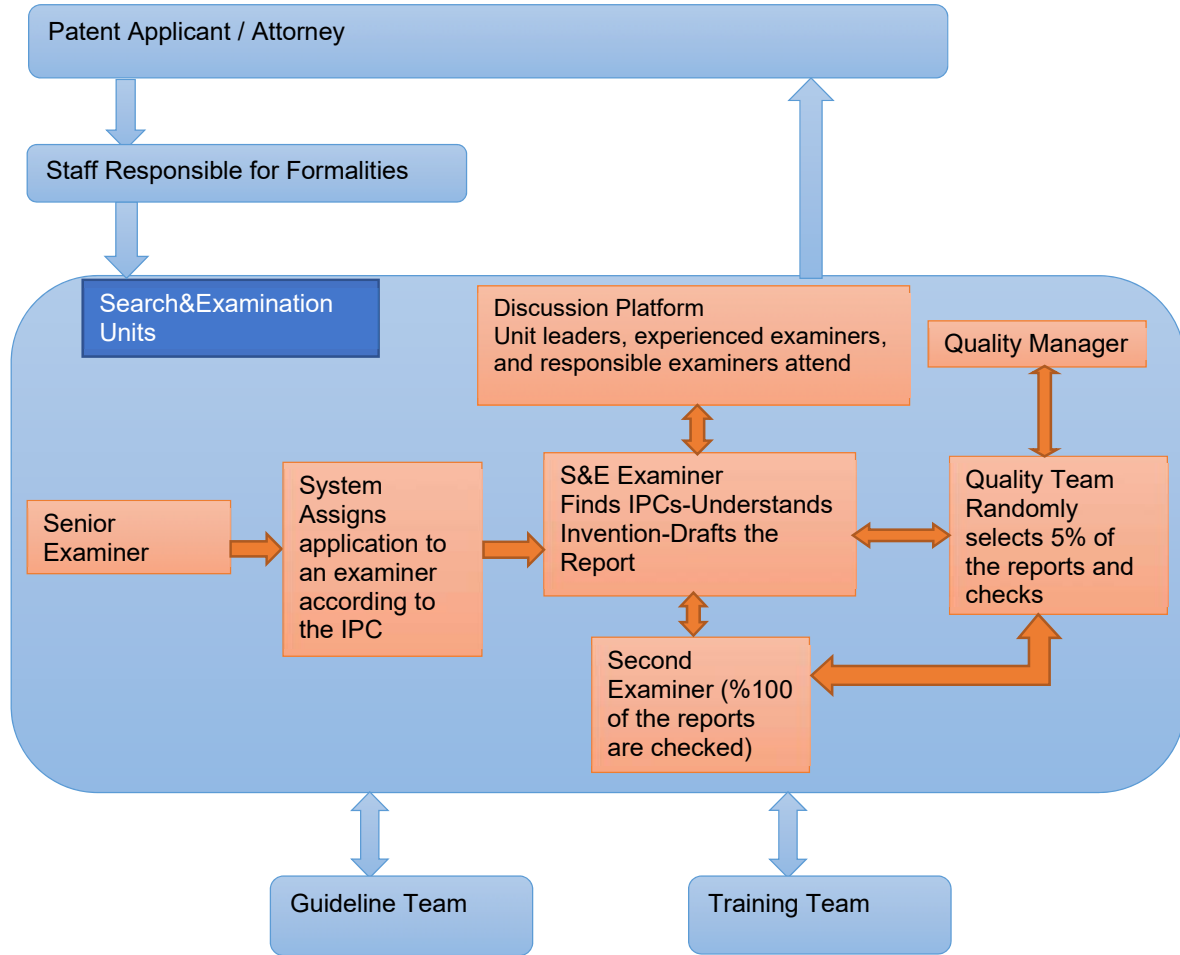 Patent Applicant / Attorney
Staff Responsible for Formalities
Search&Examination
Units
Discussion Platform
Unit leaders, experienced examiners,
and responsible examiners attend
Quality Manager
Senior
Examiner
System
Assigns
application to
an examiner
according to
the IPC
S&E Examiner
Finds IPCs-Understands
Invention-Drafts the
Report
Quality Team
Randomly
selects 5% of
the reports and
checks
Second
Examiner (%100
of the reports
are checked)
Guideline Team
Training Team